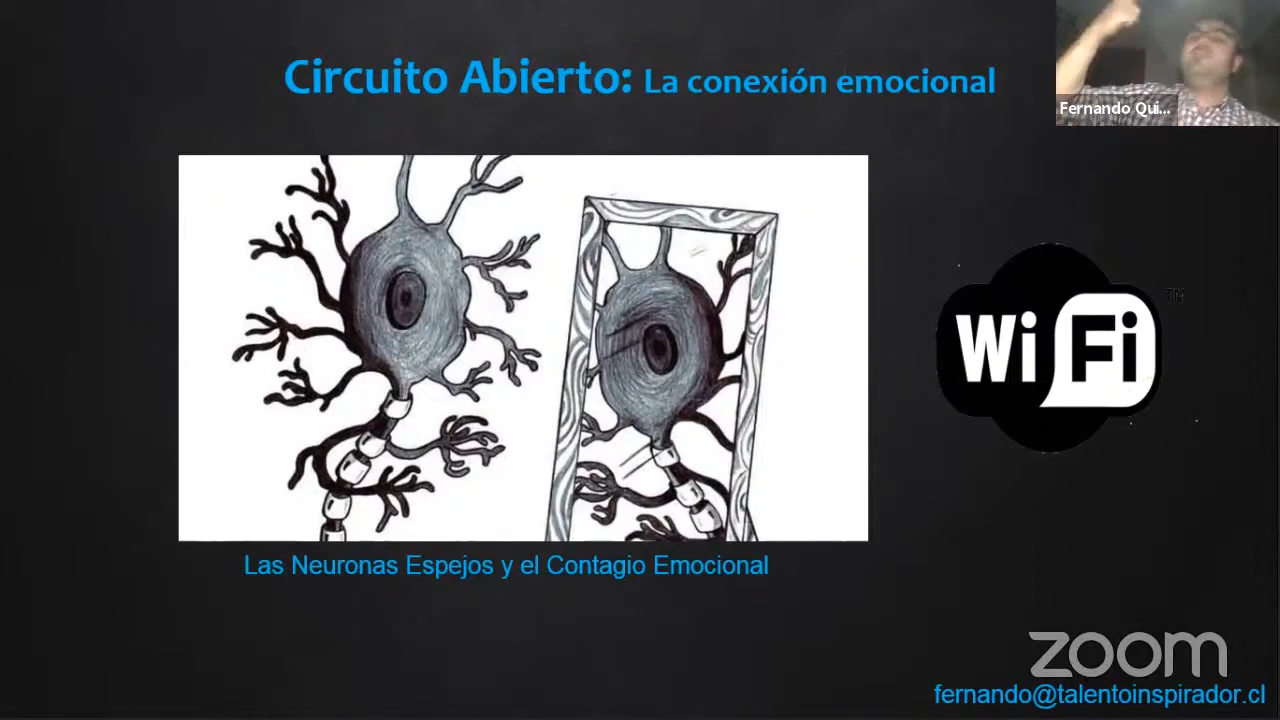 Circuito Abierto: La conexión emocional
Fernando Qui...
Wi Fi TM
Las Neuronas Espejos y el Contagio Emocional
zoom
fernando@talentoinspirador.cl